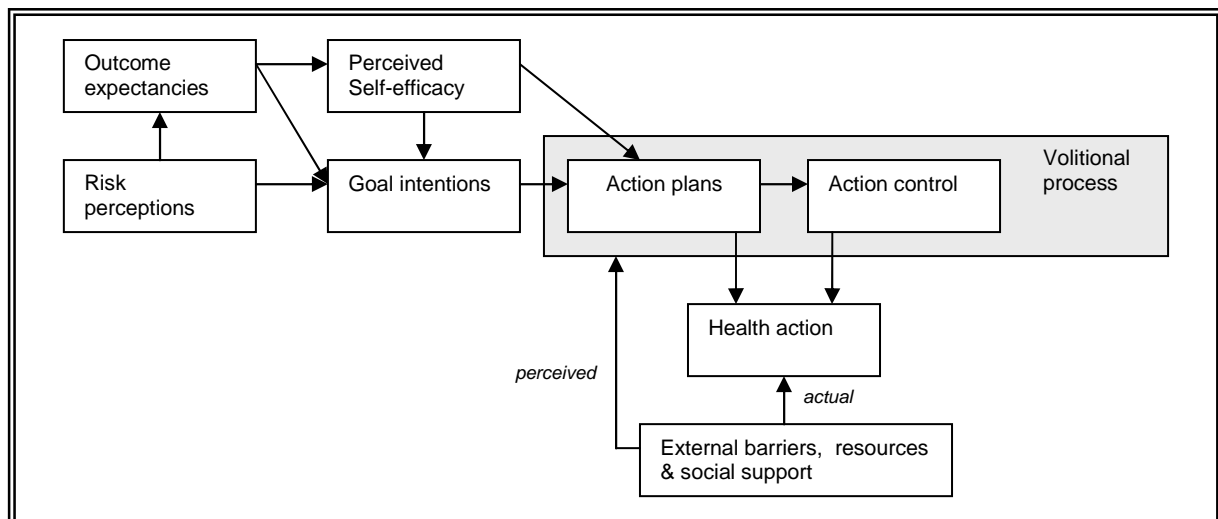 Outcome
expectancies
Perceived
Self-efficacy
Risk
perceptions
Goal intentions
Action plans
Action control
Volitional
process
Health action
perceived
actual
External barriers, resources
& social support